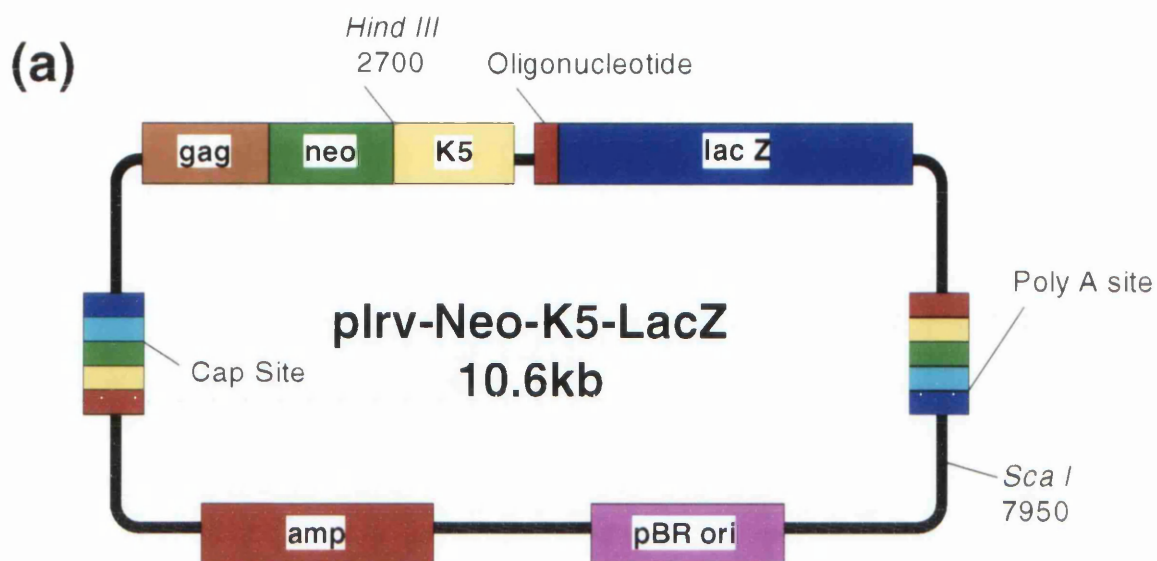 (a)
Hind III
2700
Oligonucleotide
gag
neo
K5
lac Z
Poly A site
Cap Site
pIrv-Neo-K5-LacZ
10.6kb
Sca I
7950
amp
pBR ori